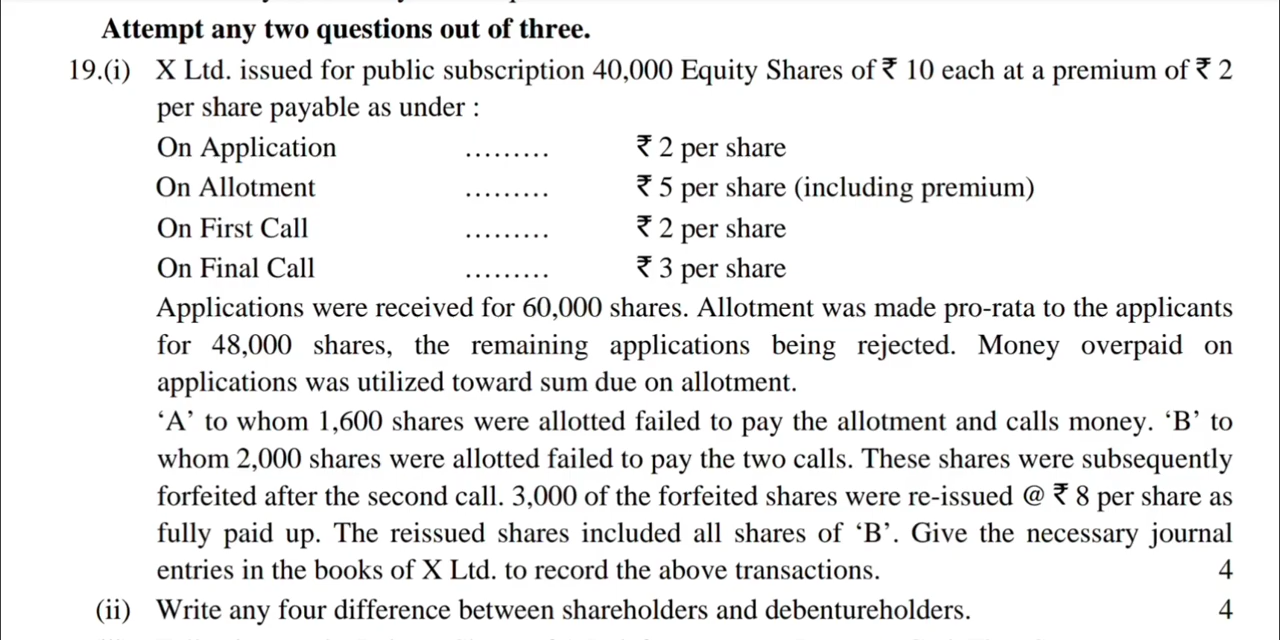 Attempt any two questions out of three.
19.(i) X Ltd. issued for public subscription 40,000 Equity Shares of ₹ 10 each at a premium of ₹ 2
per share payable as under :
On Application ......... ₹ 2 per share
On Allotment ......... ₹ 5 per share (including premium)
On First Call ......... ₹ 2 per share
On Final Call ......... ₹ 3 per share
Applications were received for 60,000 shares. Allotment was made pro-rata to the applicants
for 48,000 shares, the remaining applications being rejected. Money overpaid on
applications was utilized toward sum due on allotment.
‘A’ to whom 1,600 shares were allotted failed to pay the allotment and calls money. ‘B’ to
whom 2,000 shares were allotted failed to pay the two calls. These shares were subsequently
forfeited after the second call. 3,000 of the forfeited shares were re-issued @ ₹ 8 per share as
fully paid up. The reissued shares included all shares of ‘B’. Give the necessary journal
entries in the books of X Ltd. to record the above transactions. 4
(ii) Write any four difference between shareholders and debentureholders. 4